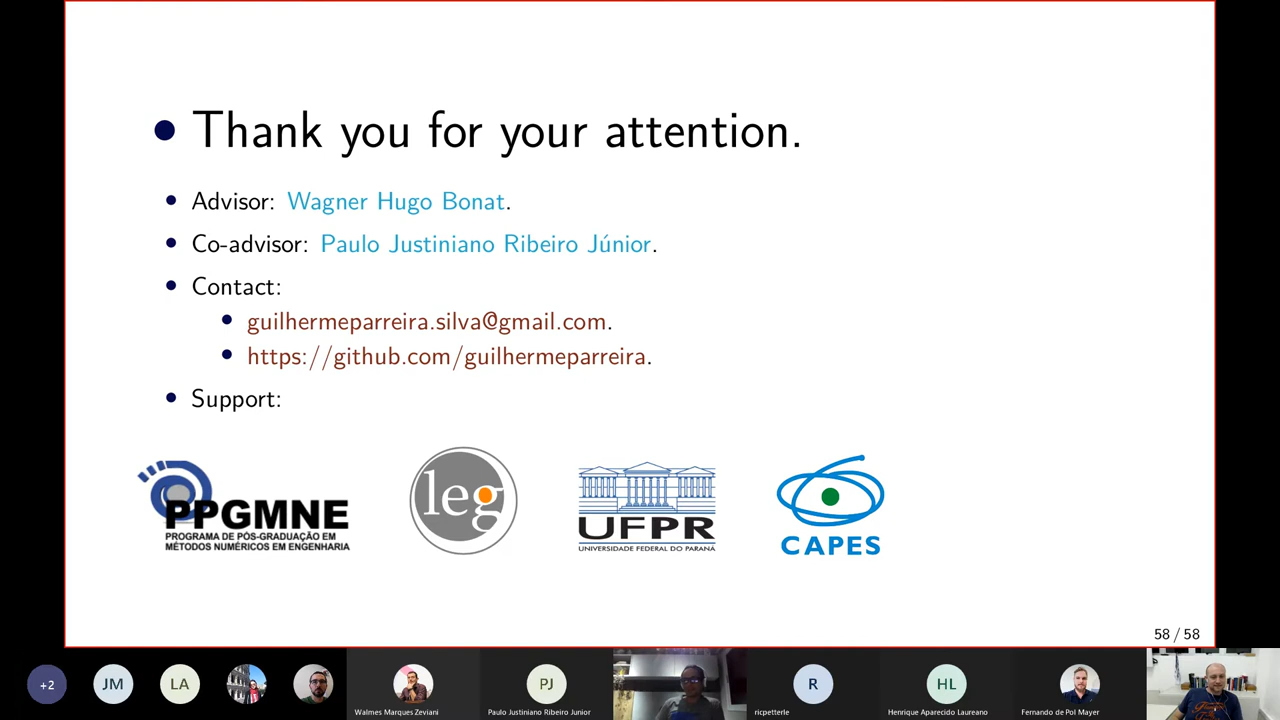 • Thank you for your attention.
• Advisor: Wagner Hugo Bonat.
• Co-advisor: Paulo Justiniano Ribeiro Júnior.
• Contact:
• guilhermeparreira.silva@gmail.com.
• https://github.com/guilhermeparreira.
• Support:
PPGMNE
PROGRAMA DE PÓS-GRADUAÇÃO EM
MÉTODOS NUMÉRICOS EM ENGENHARIA
leg
UFPR
UNIVERSIDADE FEDERAL DO PARANÁ
CAPES
58 / 58
+2
JM
LA
Walmes Marques Zeviani
PJ
Paulo Justiniano Ribeiro Junior
R
ricpetterle
HL
Henrique Aparecido Laureano
Fernando de Pol Mayer